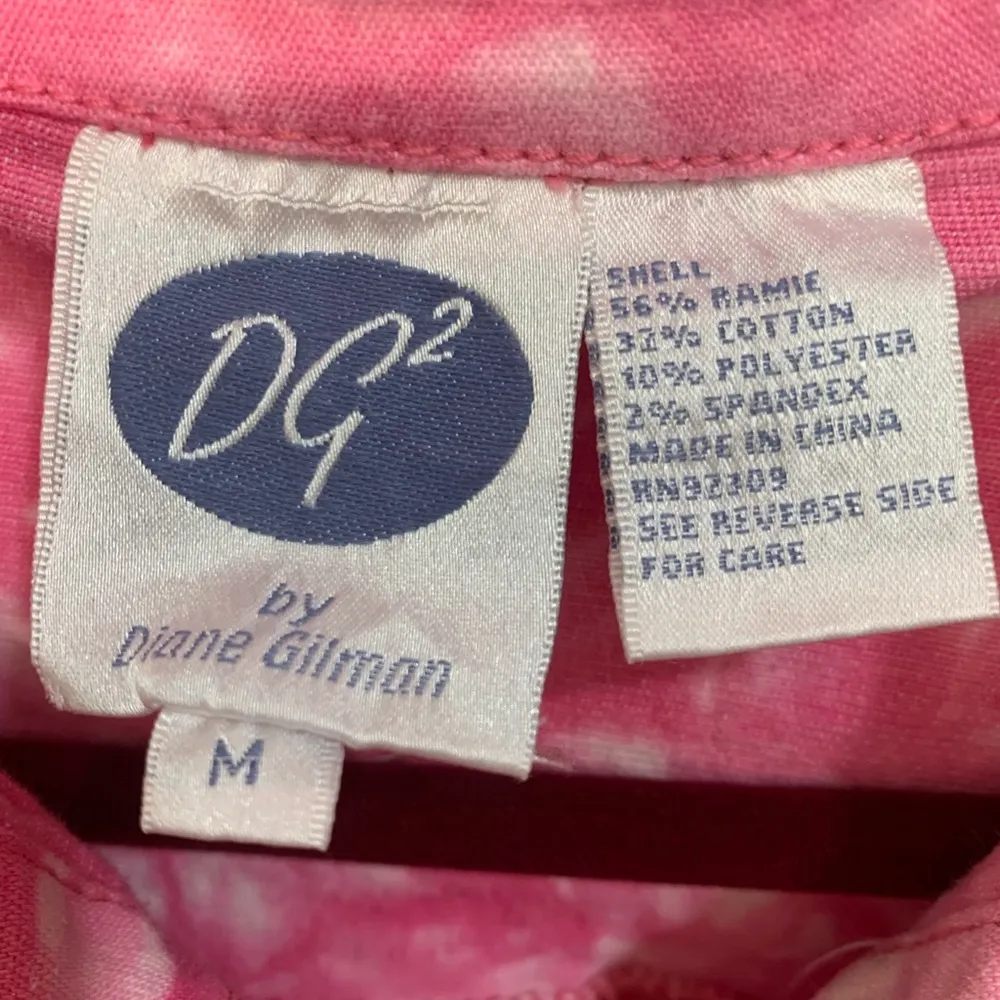 DG²
by
Diane Gilman
M
SHELL
56% RAMIE
32% COTTON
10% POLYESTER
2% SPANDEX
MADE IN CHINA
RN92309
SEE REVERSE SIDE
FOR CARE